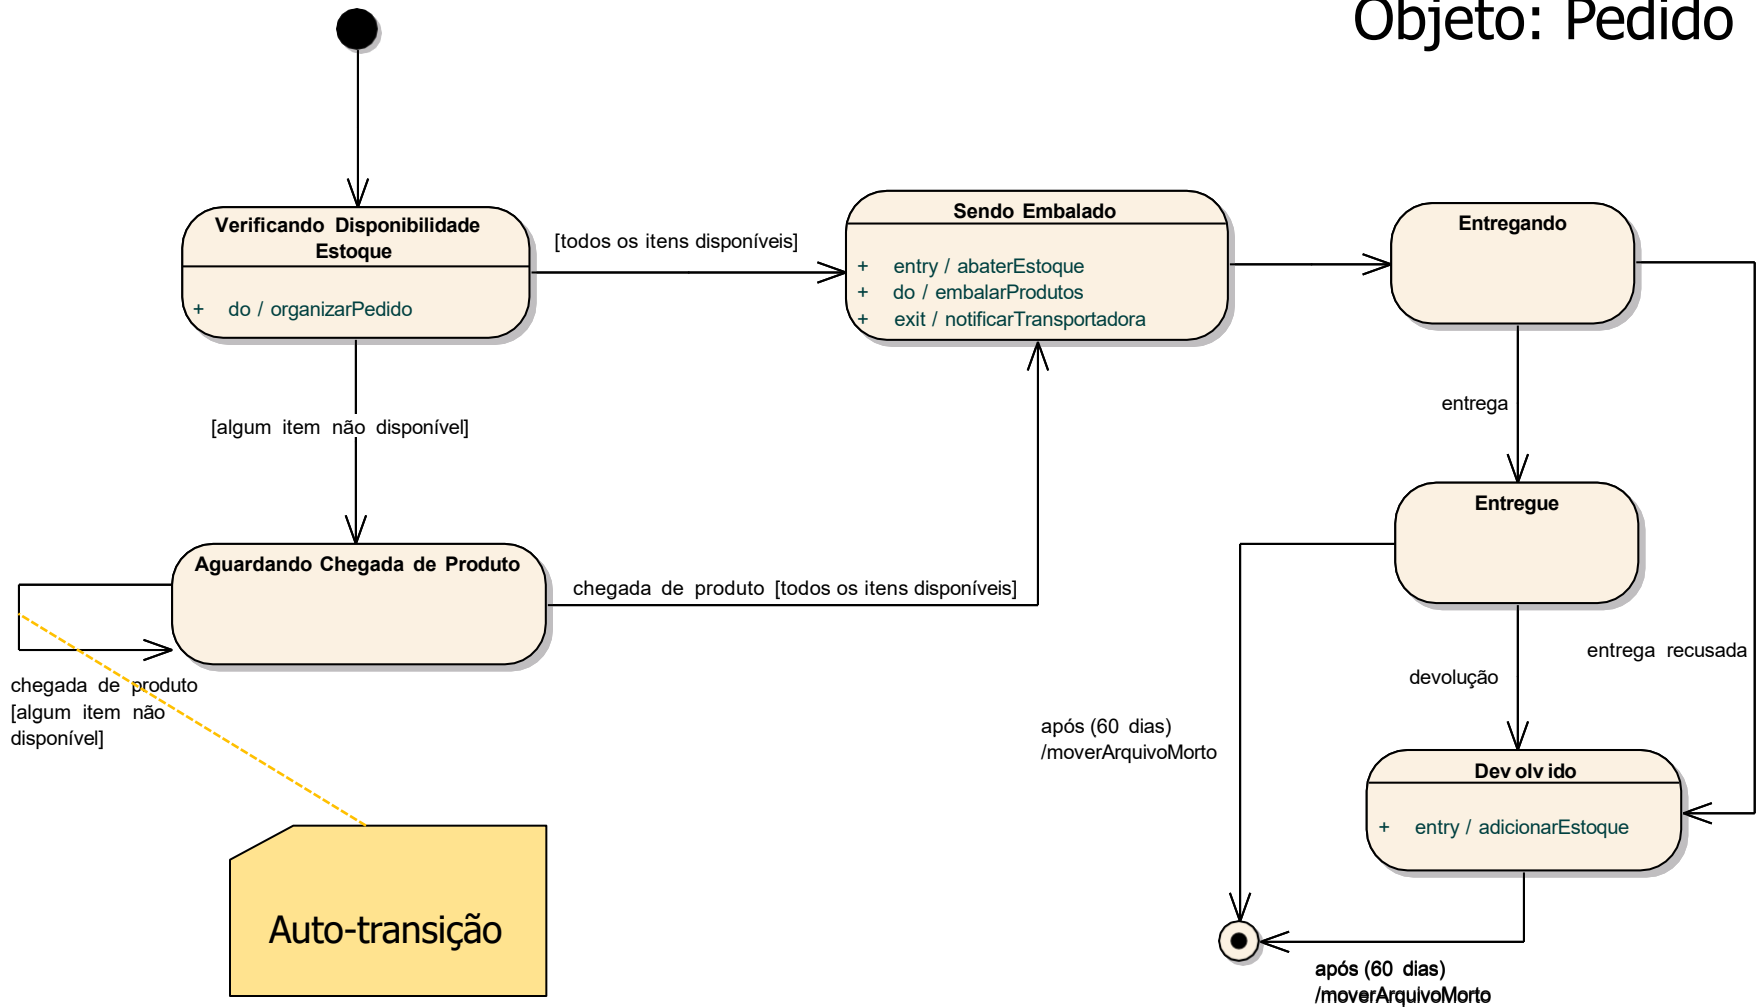 Objeto: Pedido
Verificando Disponibilidade
Estoque
+ do / organizarPedido
[todos os itens disponíveis]
Sendo Embalado
+ entry / abaterEstoque
+ do / embalarProdutos
+ exit / notificarTransportadora
Entregando
[algum item não disponível]
entrega
Entregue
Aguardando Chegada de Produto
chegada de produto [todos os itens disponíveis]
chegada de produto
[algum item não
disponível]
entrega recusada
devolução
após (60 dias)
/moverArquivoMorto
Devolvido
+ entry / adicionarEstoque
Auto-transição
após (60 dias)
/moverArquivoMorto